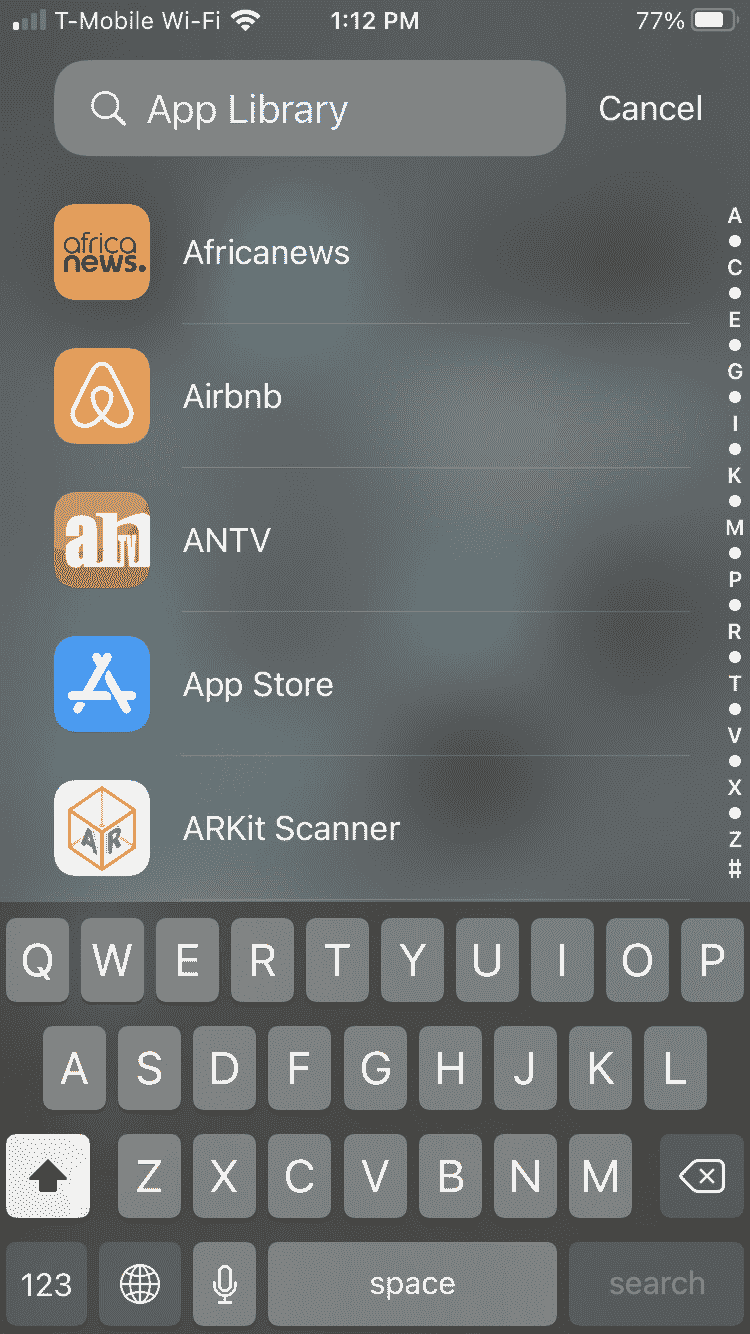 T-Mobile Wi-Fi 1:12 PM 77%
App Library Cancel
africa
news.
Africanews
Airbnb
an
TV
ANTV
App Store
A R
ARKit Scanner
A
C
E
G
I
K
M
P
R
T
V
X
Z
#
Q W E R T Y U I O P
A S D F G H J K L
Z X C V B N M
123 space search